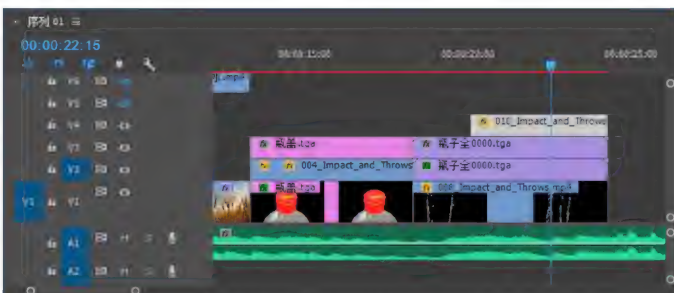 序列 01
00:00:22:15
00:00:15:00 00:00:20:00 00:00:25:00
V6
V5
V4 010_Impact_and_Throws
V3 瓶盖.tga 瓶子全0000.tga
V2 004_Impact_and_Throws 瓶子全0000.tga
V1 V1 瓶盖.tga 008_Impact_and_Throws.mp4
A1 M S
A2 M S